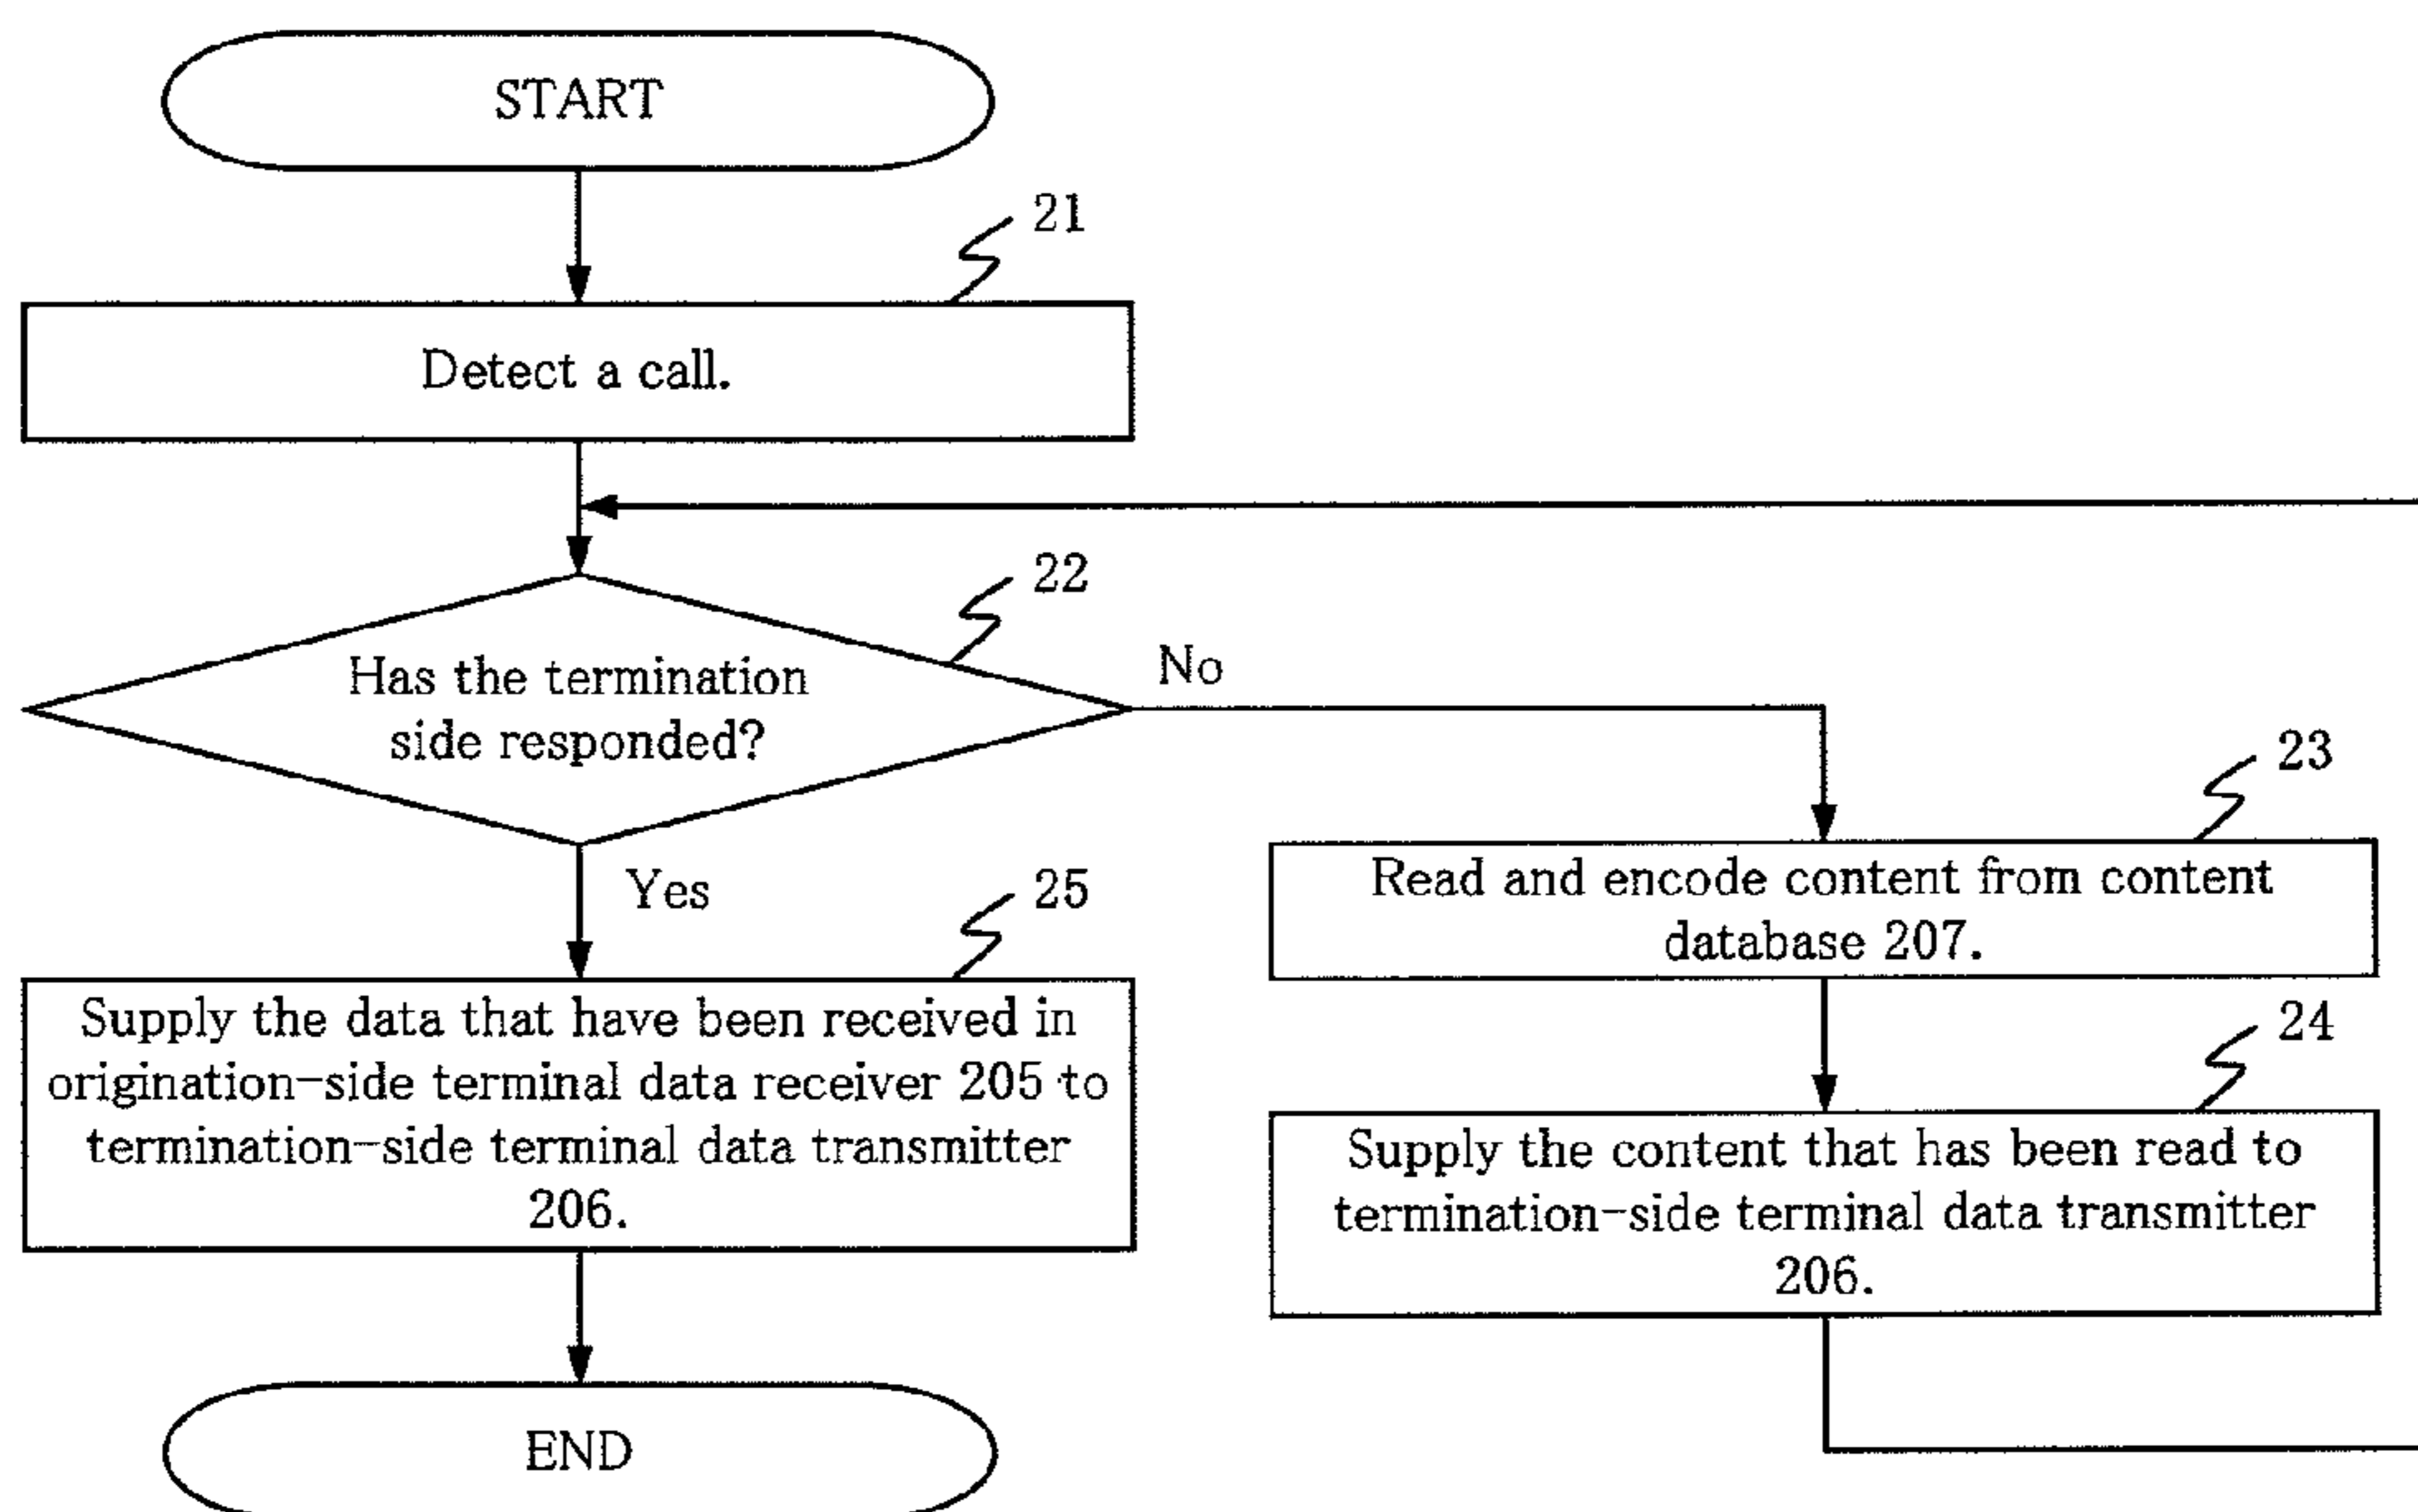 START
21
Detect a call.
22
Has the termination
side responded?
No
Yes
23
Read and encode content from content
database 207.
25
Supply the data that have been received in
origination-side terminal data receiver 205 to
termination-side terminal data transmitter
206.
24
Supply the content that has been read to
termination-side terminal data transmitter
206.
END